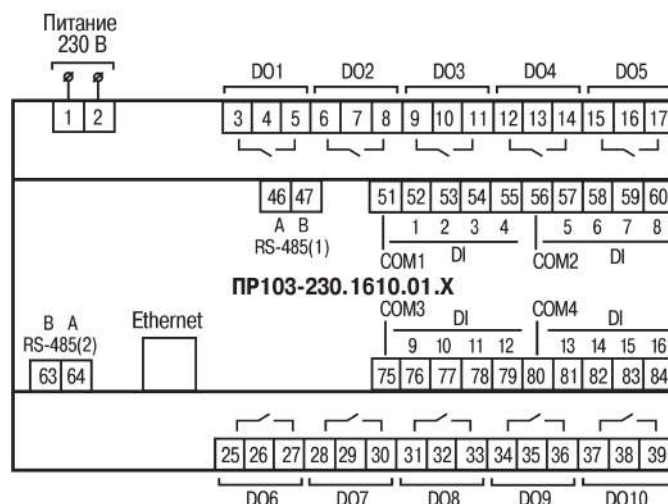 Питание
230 В
DO1 DO2 DO3 DO4 DO5
1 2 3 4 5 6 7 8 9 10 11 12 13 14 15 16 17
46 47 51 52 53 54 55 56 57 58 59 60
A B 1 2 3 4 5 6 7 8
RS-485(1) COM1 DI COM2 DI
ПР103-230.1610.01.X
COM3 DI COM4 DI
B A Ethernet 9 10 11 12 13 14 15 16
RS-485(2)
63 64 75 76 77 78 79 80 81 82 83 84
25 26 27 28 29 30 31 32 33 34 35 36 37 38 39
DO6 DO7 DO8 DO9 DO10